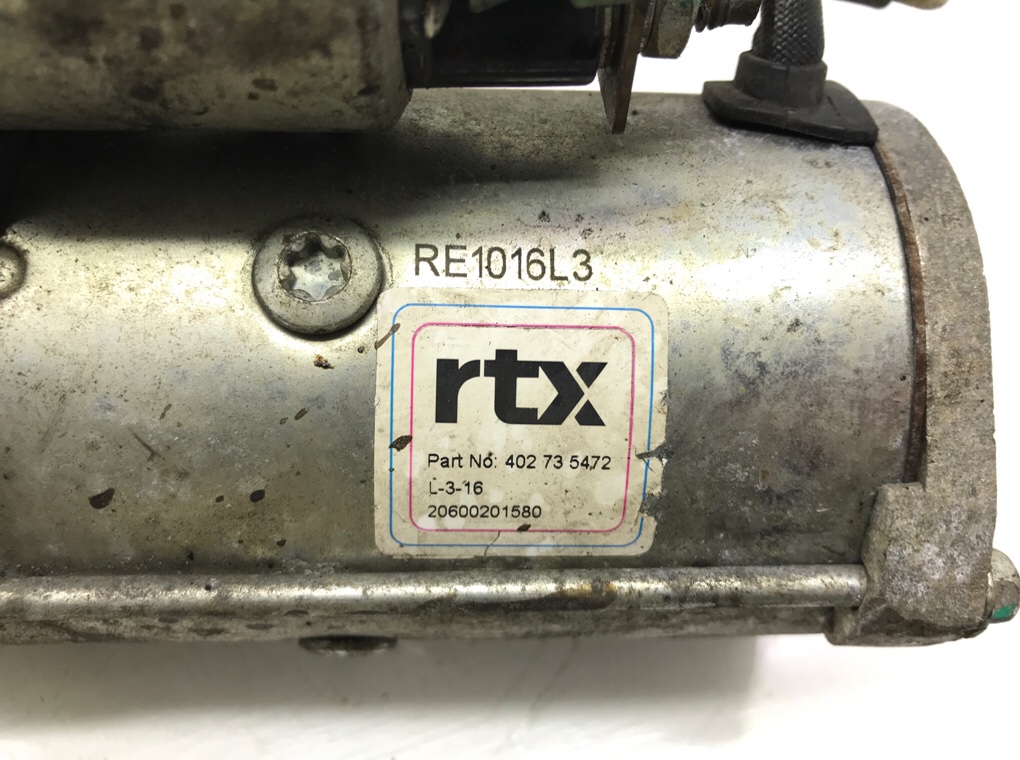 RE1016L3
rtx
Part No: 402 73 5472
L-3-16
20600201580